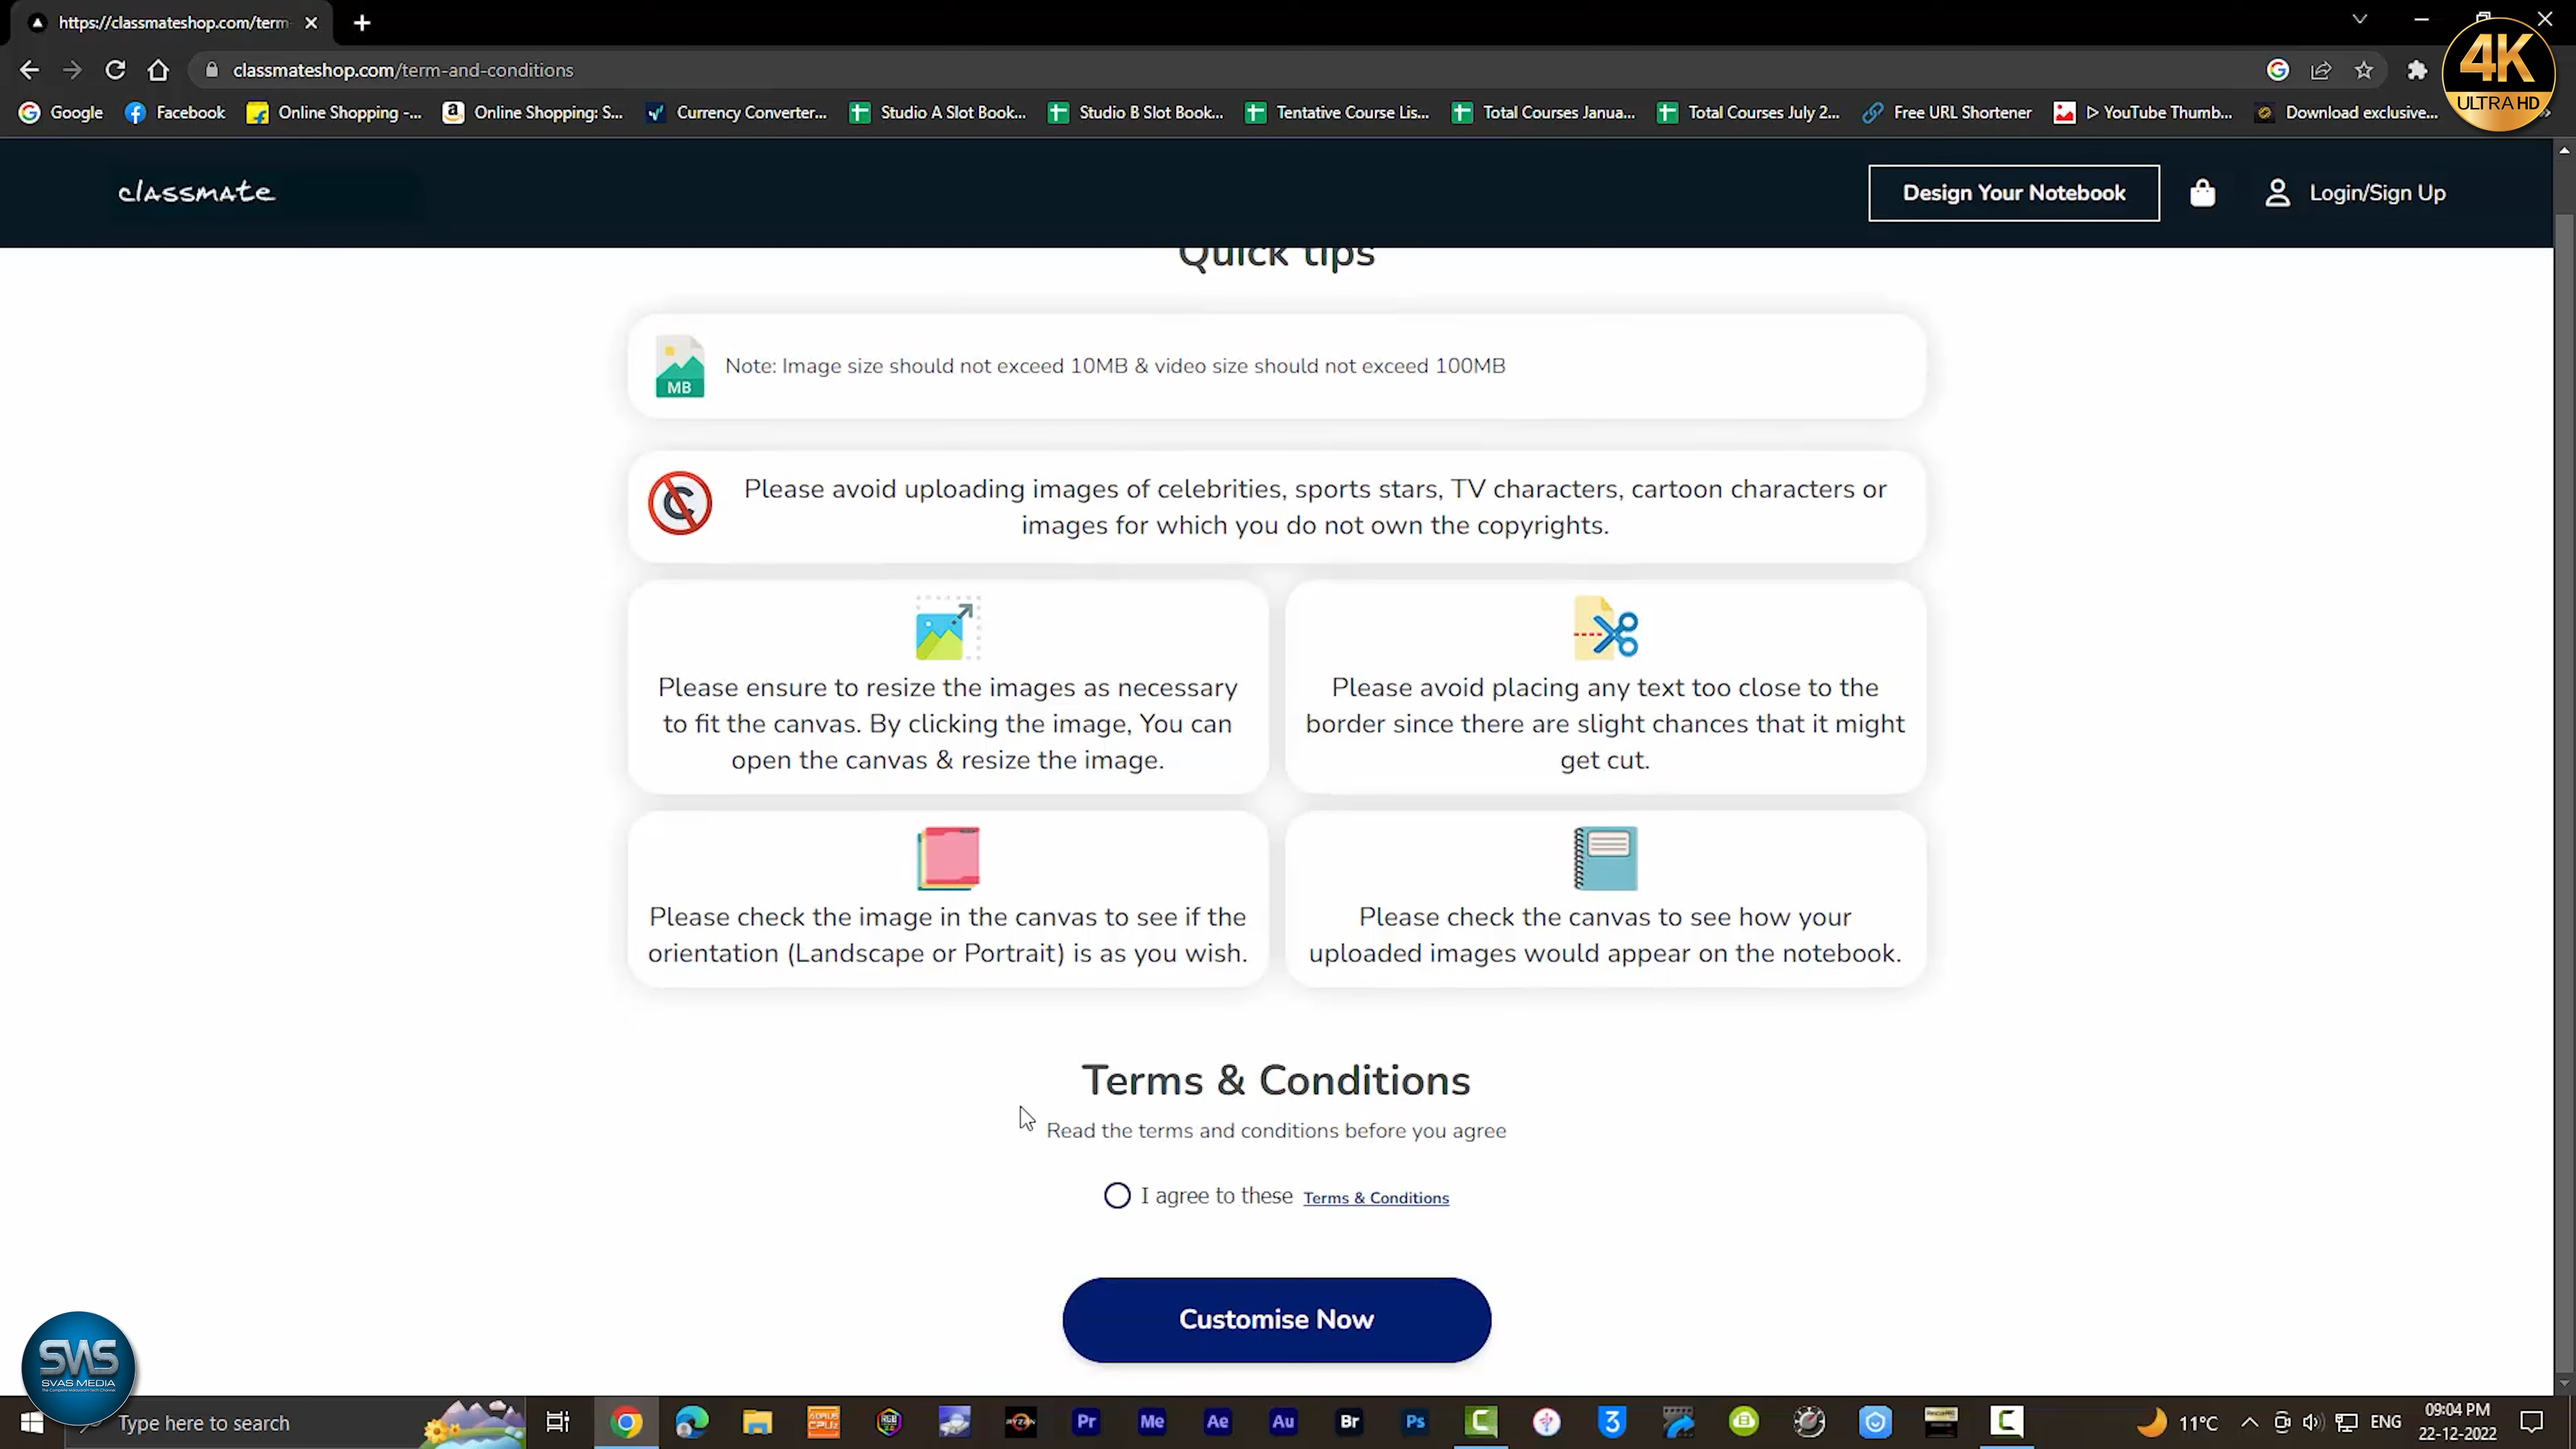 https://classmateshop.com/term
4K
ULTRA HD
classmateshop.com/term-and-conditions
Google
Facebook
Online Shopping -...
Online Shopping: S...
Currency Converter...
Studio A Slot Book...
Studio B Slot Book...
Tentative Course Lis...
Total Courses Janua...
Total Courses July 2...
Free URL Shortener
YouTube Thumb...
Download exclusive...
classmate
Design Your Notebook
Login/Sign Up
Quick tips
MB
Note: Image size should not exceed 10MB & video size should not exceed 100MB
Please avoid uploading images of celebrities, sports stars, TV characters, cartoon characters or
images for which you do not own the copyrights.
Please ensure to resize the images as necessary
to fit the canvas. By clicking the image, You can
open the canvas & resize the image.
Please avoid placing any text too close to the
border since there are slight chances that it might
get cut.
Please check the image in the canvas to see if the
orientation (Landscape or Portrait) is as you wish.
Please check the canvas to see how your
uploaded images would appear on the notebook.
Terms & Conditions
Read the terms and conditions before you agree
I agree to these Terms & Conditions
Customise Now
SWS
SVAS MEDIA
Type here to search
Pr
Me
Ae
Au
Br
Ps
11°C
ENG
09:04 PM
22-12-2022